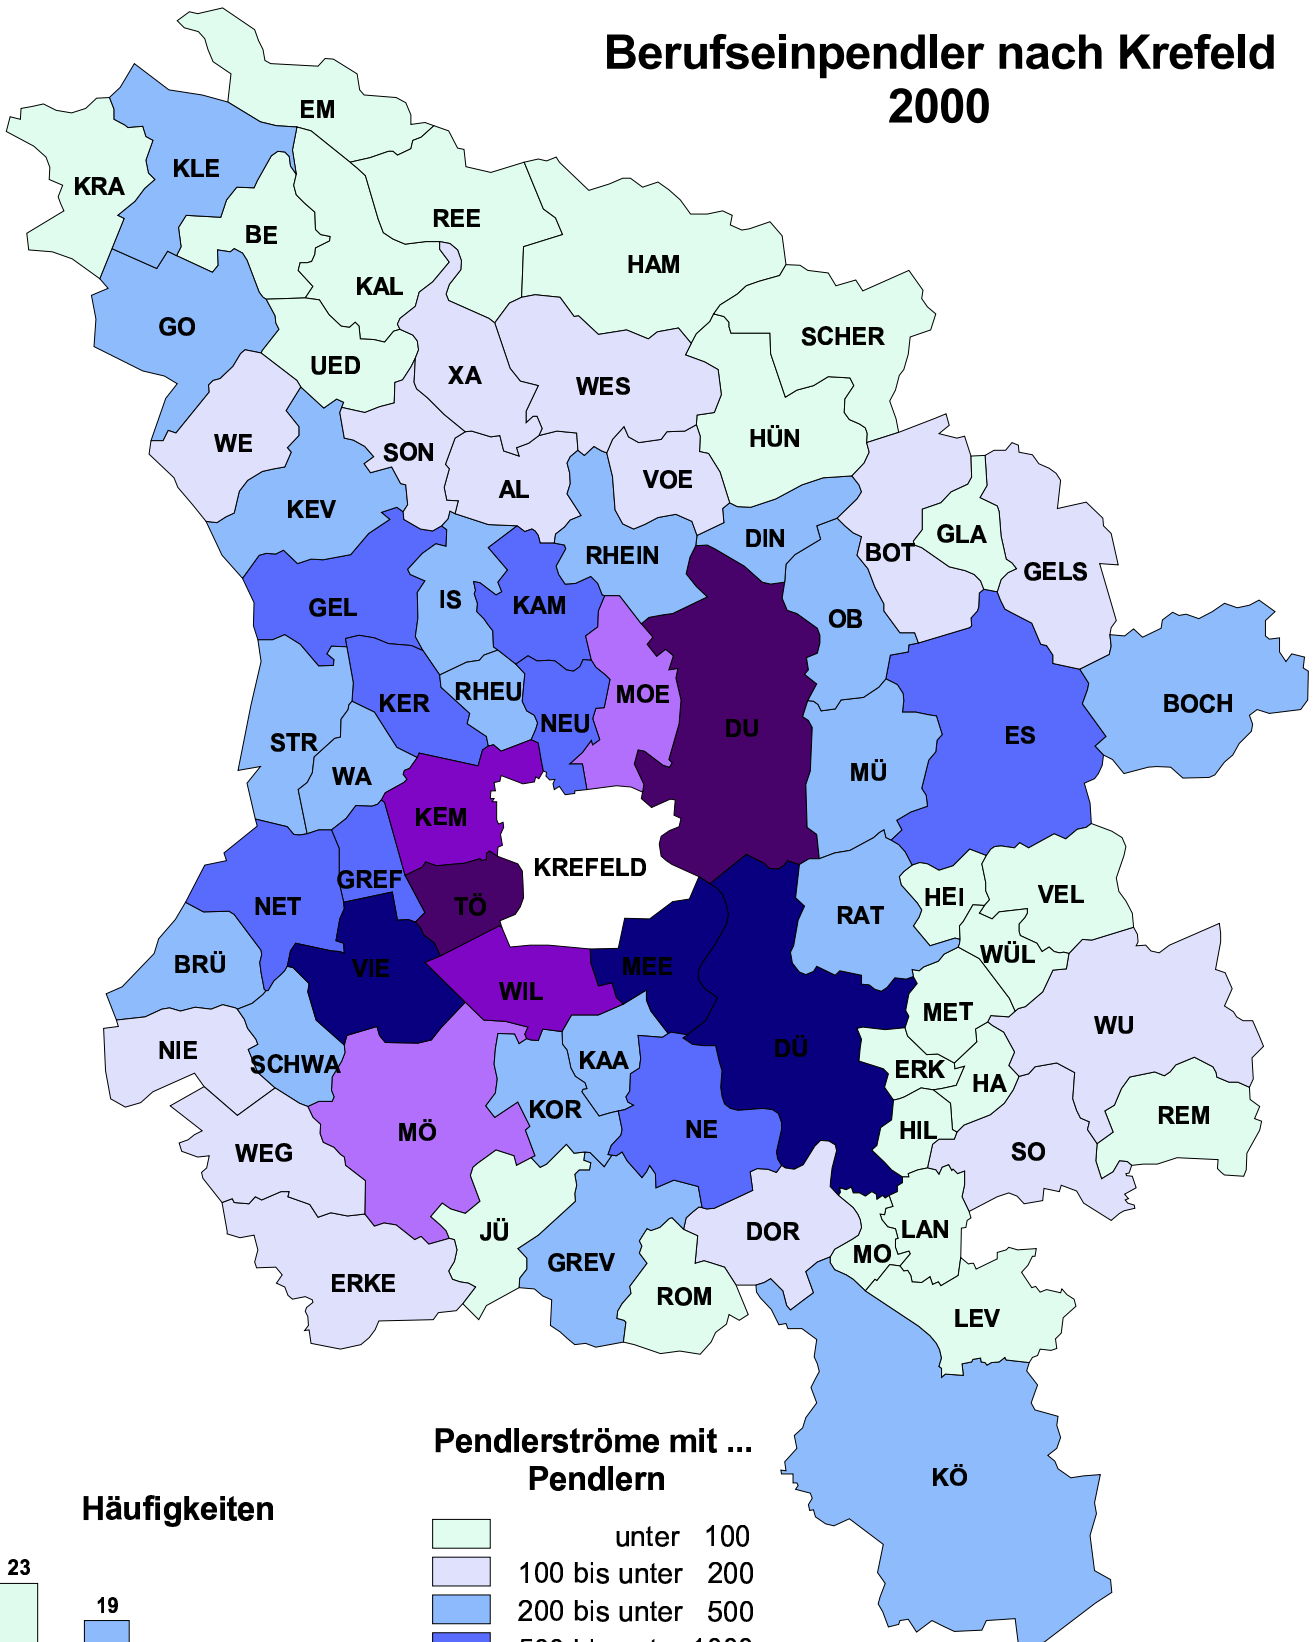 Berufseinpendler nach Krefeld
2000
EM
KLE
KRA
REE
BE
HAM
KAL
GO
SCHER
UED
XA
WES
HÜN
WE
SON
VOE
AL
KEV
GLA
DIN
BOT
RHEIN
GELS
IS
KAM
GEL
OB
RHEU
MOE
KER
BOCH
NEU
DU
ES
STR
MÜ
WA
KEM
KREFELD
GREF
HEI
VEL
NET
TÖ
RAT
WÜL
BRÜ
MEE
VIE
WIL
MET
WU
DÜ
NIE
KAA
SCHWA
ERK
HA
KOR
REM
MÖ
NE
HIL
WEG
SO
JÜ
DOR
LAN
MO
GREV
ERKE
ROM
LEV
Pendlerströme mit ...
KÖ
Pendlern
Häufigkeiten
unter 100
23
100 bis unter 200
19
200 bis unter 500